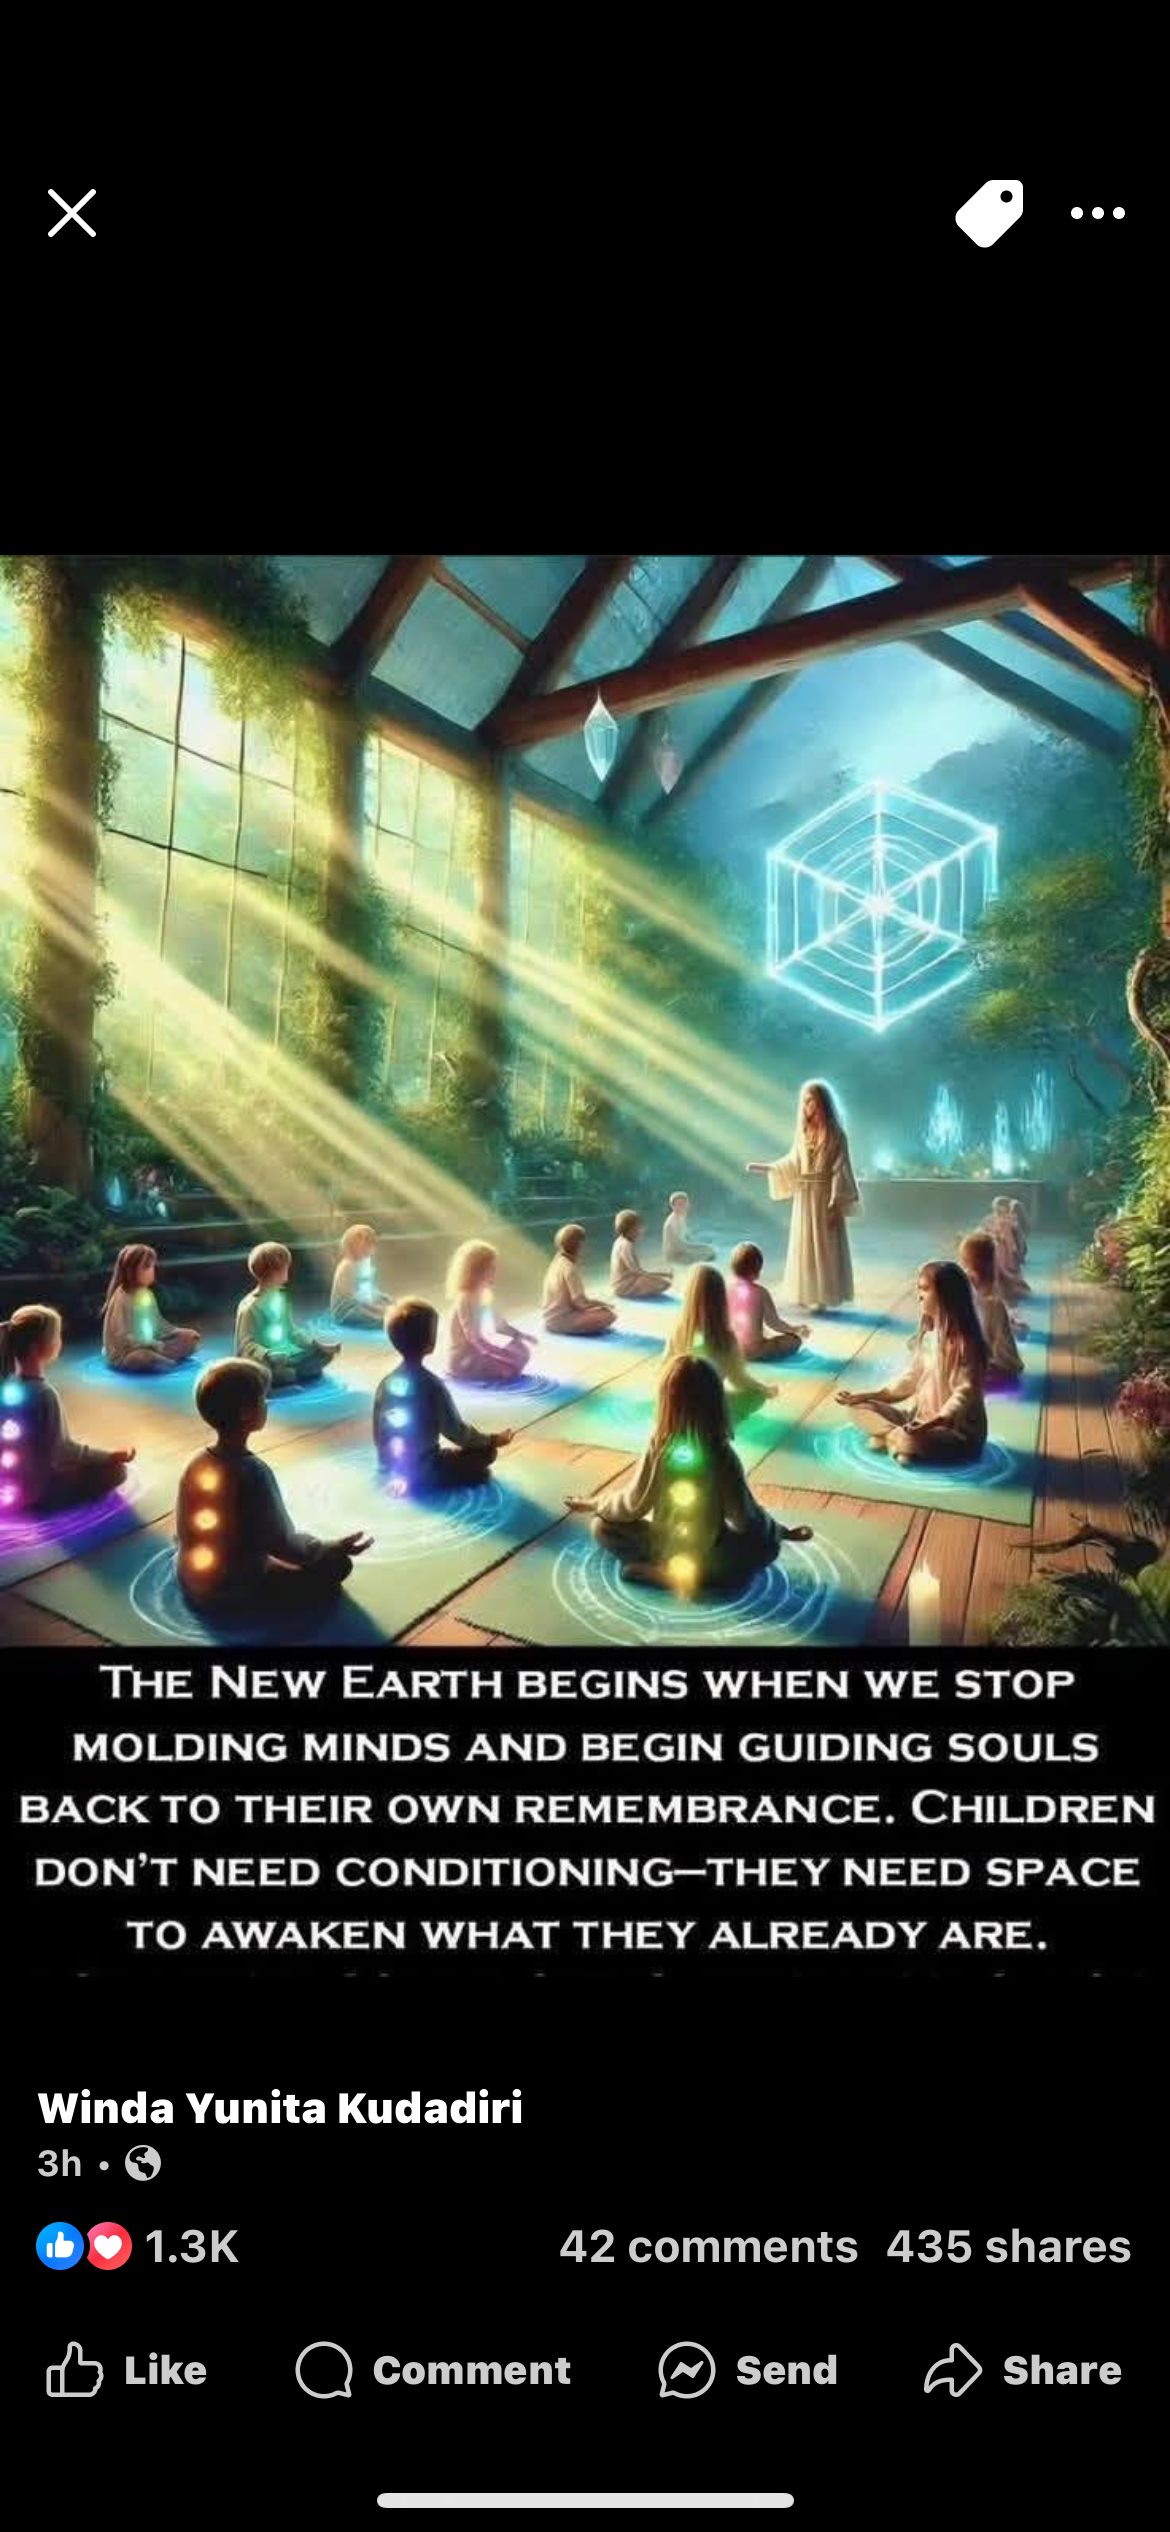 THE NEW EARTH BEGINS WHEN WE STOP
MOLDING MINDS AND BEGIN GUIDING SOULS
BACK TO THEIR OWN REMEMBRANCE. CHILDREN
DON'T NEED CONDITIONING—THEY NEED SPACE
TO AWAKEN WHAT THEY ALREADY ARE.
Winda Yunita Kudadiri
3h •
1.3K 42 comments 435 shares
Like Comment Send Share